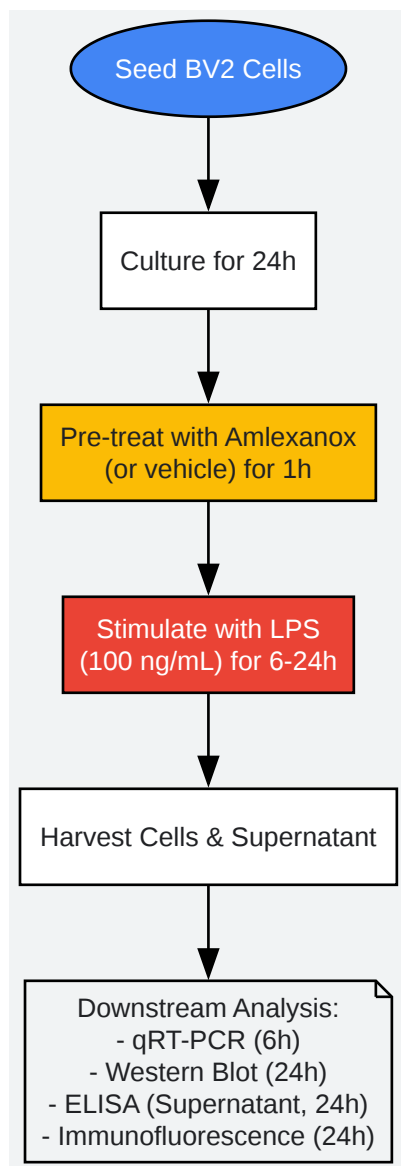 Seed BV2 Cells
Culture for 24h
Pre-treat with Amlexanox
(or vehicle) for 1h
Stimulate with LPS
(100 ng/mL) for 6-24h
Harvest Cells & Supernatant
Downstream Analysis:
- qRT-PCR (6h)
- Western Blot (24h)
- ELISA (Supernatant, 24h)
- Immunofluorescence (24h)